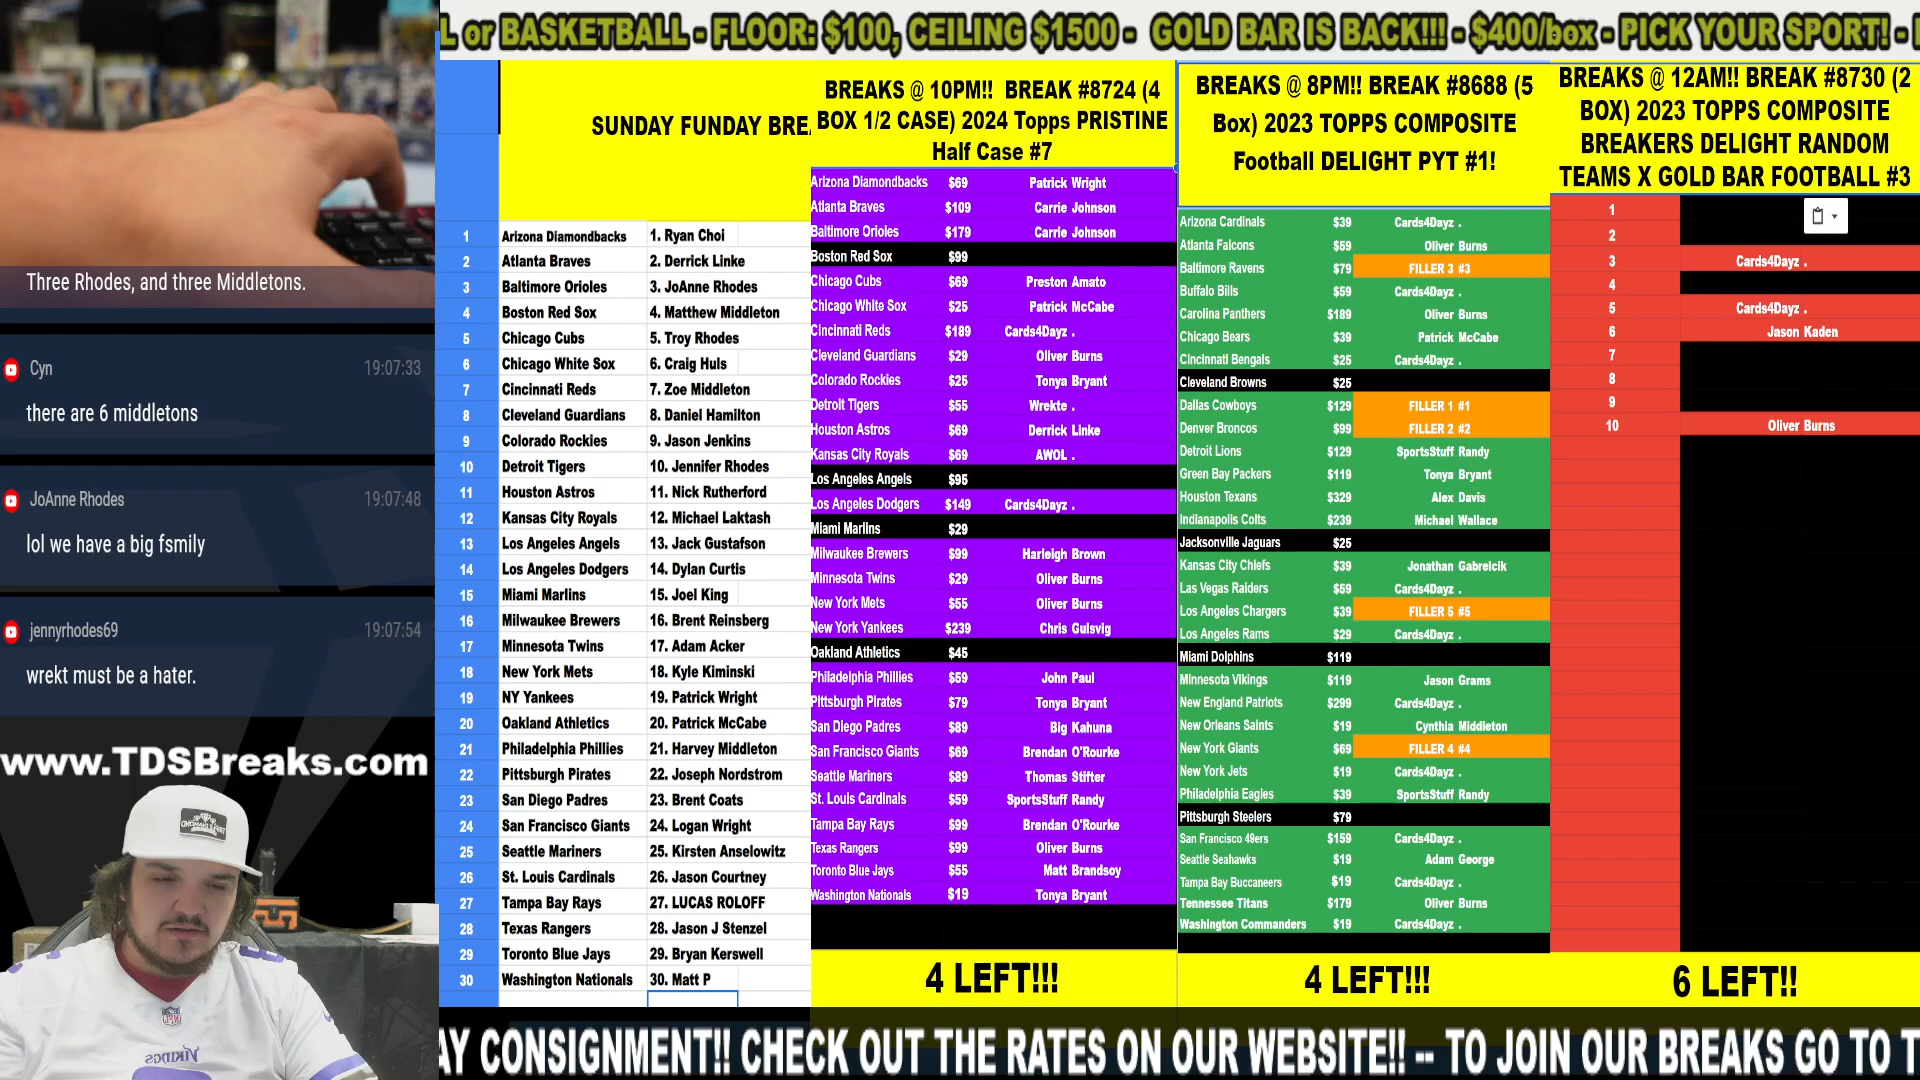 L or BASKETBALL - FLOOR: $100, CEILING $1500 - GOLD BAR IS BACK!!! - $400/box - PICK YOUR SPORT! -
Three Rhodes, and three Middletons.
Cyn 19:07:33
there are 6 middletons
JoAnne Rhodes 19:07:48
lol we have a big fsmily
jennyrhodes69 19:07:54
wrekt must be a hater.
www.TDSBreaks.com
VIKINGS
SUNDAY FUNDAY BRE
1 Arizona Diamondbacks 1. Ryan Choi
2 Atlanta Braves 2. Derrick Linke
3 Baltimore Orioles 3. JoAnne Rhodes
4 Boston Red Sox 4. Matthew Middleton
5 Chicago Cubs 5. Troy Rhodes
6 Chicago White Sox 6. Craig Huls
7 Cincinnati Reds 7. Zoe Middleton
8 Cleveland Guardians 8. Daniel Hamilton
9 Colorado Rockies 9. Jason Jenkins
10 Detroit Tigers 10. Jennifer Rhodes
11 Houston Astros 11. Nick Rutherford
12 Kansas City Royals 12. Michael Laktash
13 Los Angeles Angels 13. Jack Gustafson
14 Los Angeles Dodgers 14. Dylan Curtis
15 Miami Marlins 15. Joel King
16 Milwaukee Brewers 16. Brent Reinsberg
17 Minnesota Twins 17. Adam Acker
18 New York Mets 18. Kyle Kiminski
19 NY Yankees 19. Patrick Wright
20 Oakland Athletics 20. Patrick McCabe
21 Philadelphia Phillies 21. Harvey Middleton
22 Pittsburgh Pirates 22. Joseph Nordstrom
23 San Diego Padres 23. Brent Coats
24 San Francisco Giants 24. Logan Wright
25 Seattle Mariners 25. Kirsten Anselowitz
26 St. Louis Cardinals 26. Jason Courtney
27 Tampa Bay Rays 27. LUCAS ROLOFF
28 Texas Rangers 28. Jason J Stenzel
29 Toronto Blue Jays 29. Bryan Kerswell
30 Washington Nationals 30. Matt P
BREAKS @ 10PM!! BREAK #8724 (4
BOX 1/2 CASE) 2024 Topps PRISTINE
Half Case #7
Arizona Diamondbacks $69 Patrick Wright
Atlanta Braves $109 Carrie Johnson
Baltimore Orioles $179 Carrie Johnson
Boston Red Sox $99
Chicago Cubs $69 Preston Amato
Chicago White Sox $25 Patrick McCabe
Cincinnati Reds $189 Cards4Dayz .
Cleveland Guardians $29 Oliver Burns
Colorado Rockies $25 Tonya Bryant
Detroit Tigers $55 Wrekte .
Houston Astros $69 Derrick Linke
Kansas City Royals $69 AWOL .
Los Angeles Angels $95
Los Angeles Dodgers $149 Cards4Dayz .
Miami Marlins $29
Milwaukee Brewers $99 Harleigh Brown
Minnesota Twins $29 Oliver Burns
New York Mets $55 Oliver Burns
New York Yankees $239 Chris Gulsvig
Oakland Athletics $45
Philadelphia Phillies $59 John Paul
Pittsburgh Pirates $79 Tonya Bryant
San Diego Padres $89 Big Kahuna
San Francisco Giants $69 Brendan O'Rourke
Seattle Mariners $89 Thomas Stifter
St. Louis Cardinals $59 SportsStuff Randy
Tampa Bay Rays $99 Brendan O'Rourke
Texas Rangers $99 Oliver Burns
Toronto Blue Jays $55 Matt Brandsoy
Washington Nationals $19 Tonya Bryant
4 LEFT!!!
BREAKS @ 8PM!! BREAK #8688 (5
Box) 2023 TOPPS COMPOSITE
Football DELIGHT PYT #1!
Arizona Cardinals $39 Cards4Dayz .
Atlanta Falcons $59 Oliver Burns
Baltimore Ravens $79 FILLER 3 #3
Buffalo Bills $59 Cards4Dayz .
Carolina Panthers $189 Oliver Burns
Chicago Bears $39 Patrick McCabe
Cincinnati Bengals $25 Cards4Dayz .
Cleveland Browns $25
Dallas Cowboys $129 FILLER 1 #1
Denver Broncos $99 FILLER 2 #2
Detroit Lions $129 SportsStuff Randy
Green Bay Packers $119 Tonya Bryant
Houston Texans $329 Alex Davis
Indianapolis Colts $239 Michael Wallace
Jacksonville Jaguars $25
Kansas City Chiefs $39 Jonathan Gabrelcik
Las Vegas Raiders $59 Cards4Dayz .
Los Angeles Chargers $39 FILLER 5 #5
Los Angeles Rams $29 Cards4Dayz .
Miami Dolphins $119
Minnesota Vikings $119 Jason Grams
New England Patriots $299 Cards4Dayz .
New Orleans Saints $19 Cynthia Middleton
New York Giants $69 FILLER 4 #4
New York Jets $19 Cards4Dayz .
Philadelphia Eagles $39 SportsStuff Randy
Pittsburgh Steelers $79
San Francisco 49ers $159 Cards4Dayz .
Seattle Seahawks $19 Adam George
Tampa Bay Buccaneers $19 Cards4Dayz .
Tennessee Titans $179 Oliver Burns
Washington Commanders $19 Cards4Dayz .
4 LEFT!!!
BREAKS @ 12AM!! BREAK #8730 (2
BOX) 2023 TOPPS COMPOSITE
BREAKERS DELIGHT RANDOM
TEAMS X GOLD BAR FOOTBALL #3
1
2
3 Cards4Dayz .
4
5 Cards4Dayz .
6 Jason Kaden
7
8
9
10 Oliver Burns
6 LEFT!!
AY CONSIGNMENT!! CHECK OUT THE RATES ON OUR WEBSITE!! -- TO JOIN OUR BREAKS GO TO T